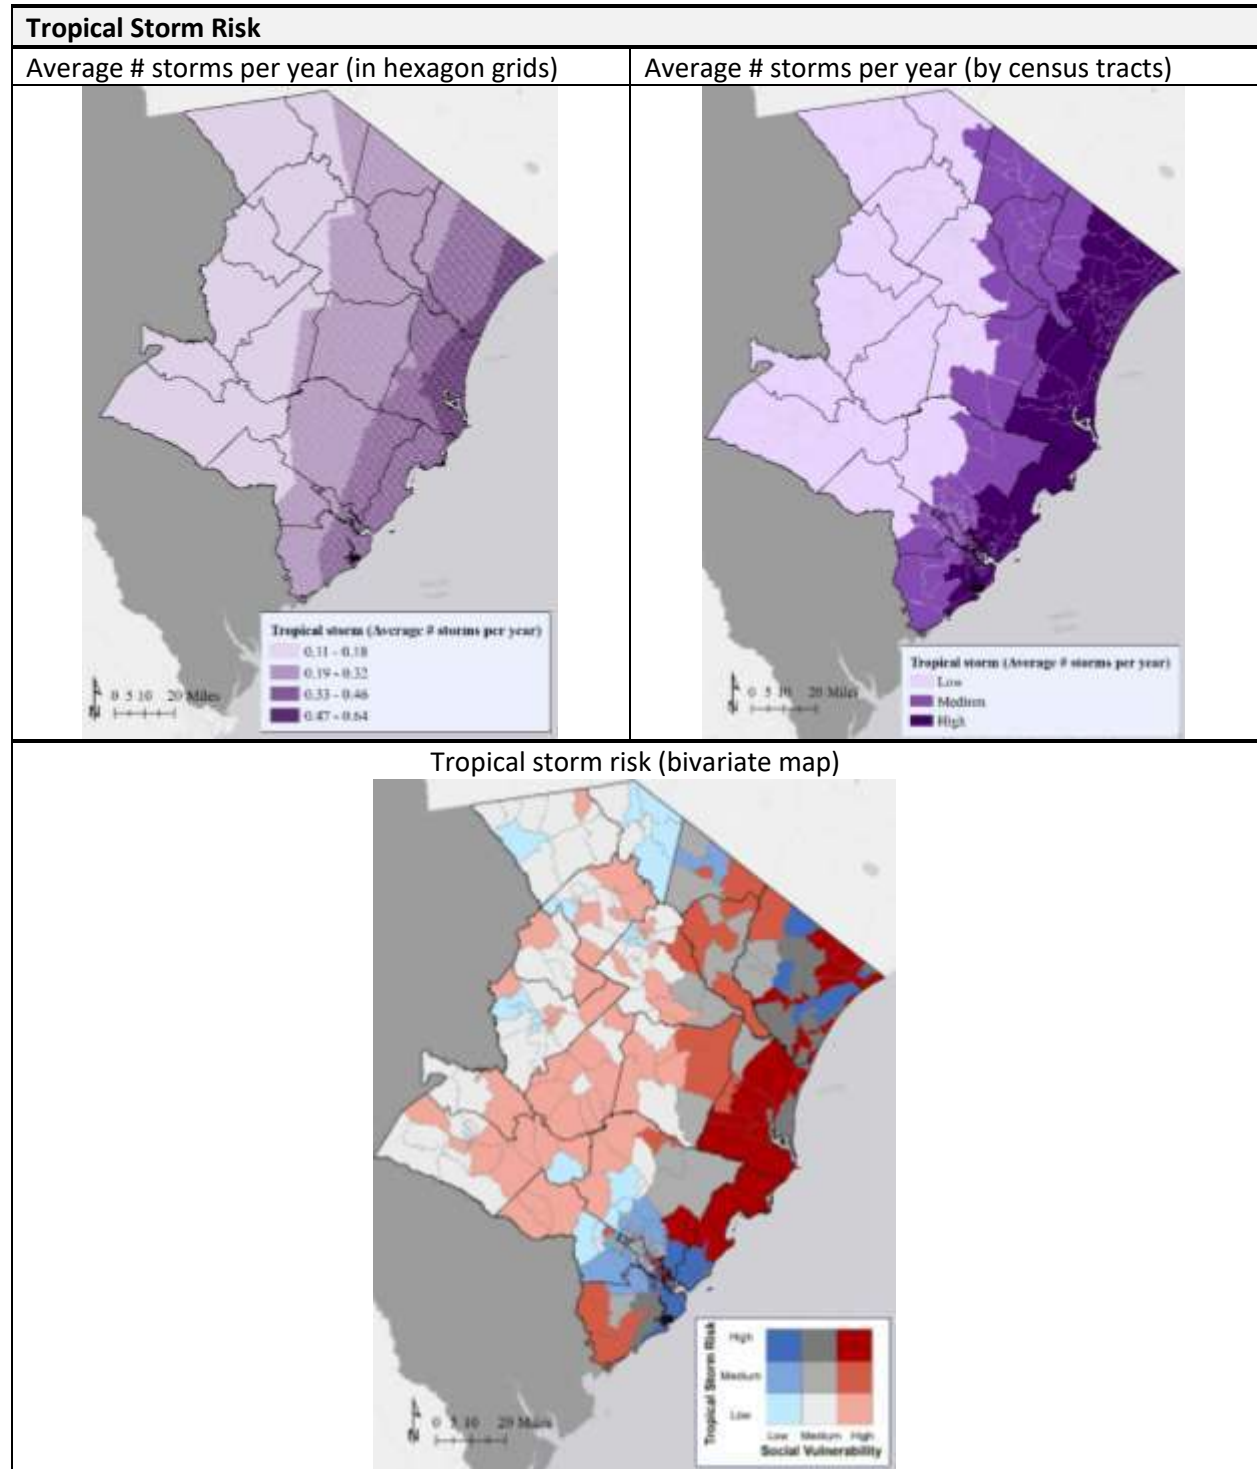 Tropical Storm Risk
Average # storms per year (in hexagon grids)
Average # storms per year (by census tracts)
Tropical storm (Average # storms per year)
0.11 - 0.18
0.19 - 0.32
0.33 - 0.46
0.47 - 0.64
N
0 5 10 20 Miles
Tropical storm (Average # storms per year)
Low
Medium
High
N
0 5 10 20 Miles
Tropical storm risk (bivariate map)
Tropical Storm Risk
High
Medium
Low
Low Medium High
Social Vulnerability
N
0 5 10 20 Miles